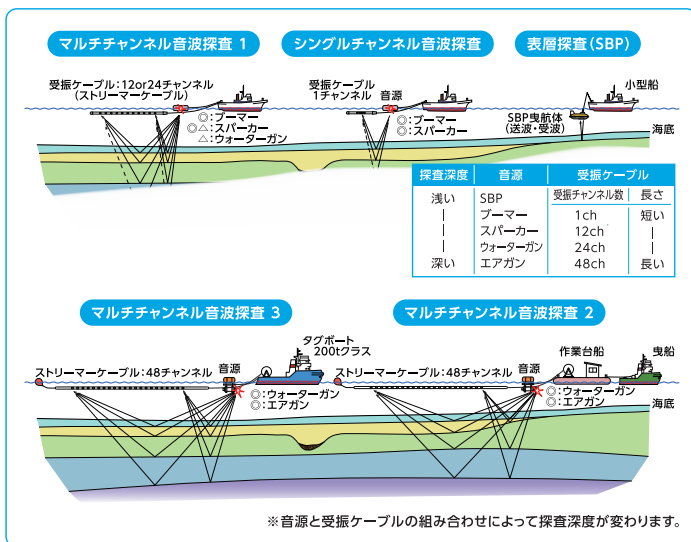 マルチチャンネル音波探査 1
シングルチャンネル音波探査
表層探査(SBP)
受振ケーブル:12or24チャンネル
(ストリーマーケーブル)
◎:ブーマー
◎△:スパーカー
△:ウォーターガン
受振ケーブル
1チャンネル
音源
◎:ブーマー
◎:スパーカー
小型船
SBP曳航体
(送波・受波)
海底
探査深度 音源 受振ケーブル
受振チャンネル数 長さ
浅い SBP
| ブーマー 1ch 短い
| スパーカー 12ch |
| ウォーターガン 24ch |
深い エアガン 48ch 長い
マルチチャンネル音波探査 3
マルチチャンネル音波探査 2
タグボート
200tクラス
音源
ストリーマーケーブル:48チャンネル
◎:ウォーターガン
◎:エアガン
作業台船
曳船
音源
ストリーマーケーブル:48チャンネル
◎:ウォーターガン
◎:エアガン
海底
※音源と受振ケーブルの組み合わせによって探査深度が変わります。